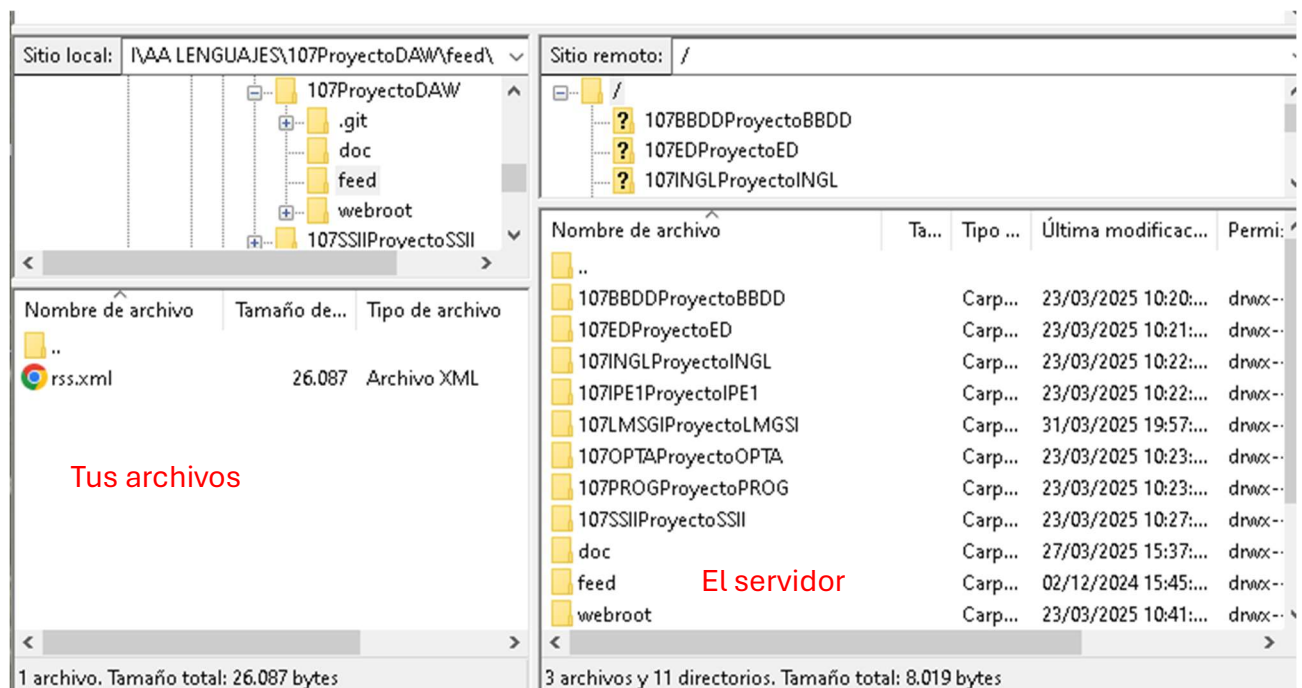 Sitio local: I\AA LENGUAJES\107ProyectoDAW\feed\
107ProyectoDAW
.git
doc
feed
webroot
107SSIIProyectoSSII
Nombre de archivo Tamaño de... Tipo de archivo
..
rss.xml 26.087 Archivo XML
Tus archivos
1 archivo. Tamaño total: 26.087 bytes
Sitio remoto: /
/
? 107BBDDProyectoBBDD
? 107EDProyectoED
? 107INGLProyectoINGL
Nombre de archivo Ta... Tipo ... Última modificac... Permi:
..
107BBDDProyectoBBDD Carp... 23/03/2025 10:20:... drwx-
107EDProyectoED Carp... 23/03/2025 10:21:... drwx-
107INGLProyectoINGL Carp... 23/03/2025 10:22:... drwx-
107IPE1ProyectoIPE1 Carp... 23/03/2025 10:22:... drwx-
107LMSGIProyectoLMGSI Carp... 31/03/2025 19:57:... drwx-
107OPTAProyectoOPTA Carp... 23/03/2025 10:23:... drwx-
107PROGProyectoPROG Carp... 23/03/2025 10:23:... drwx-
107SSIIProyectoSSII Carp... 23/03/2025 10:27:... drwx-
doc Carp... 27/03/2025 15:37:... drwx-
feed Carp... 02/12/2024 15:45:... drwx-
El servidor
webroot Carp... 23/03/2025 10:41:... drwx-
3 archivos y 11 directorios. Tamaño total: 8.019 bytes